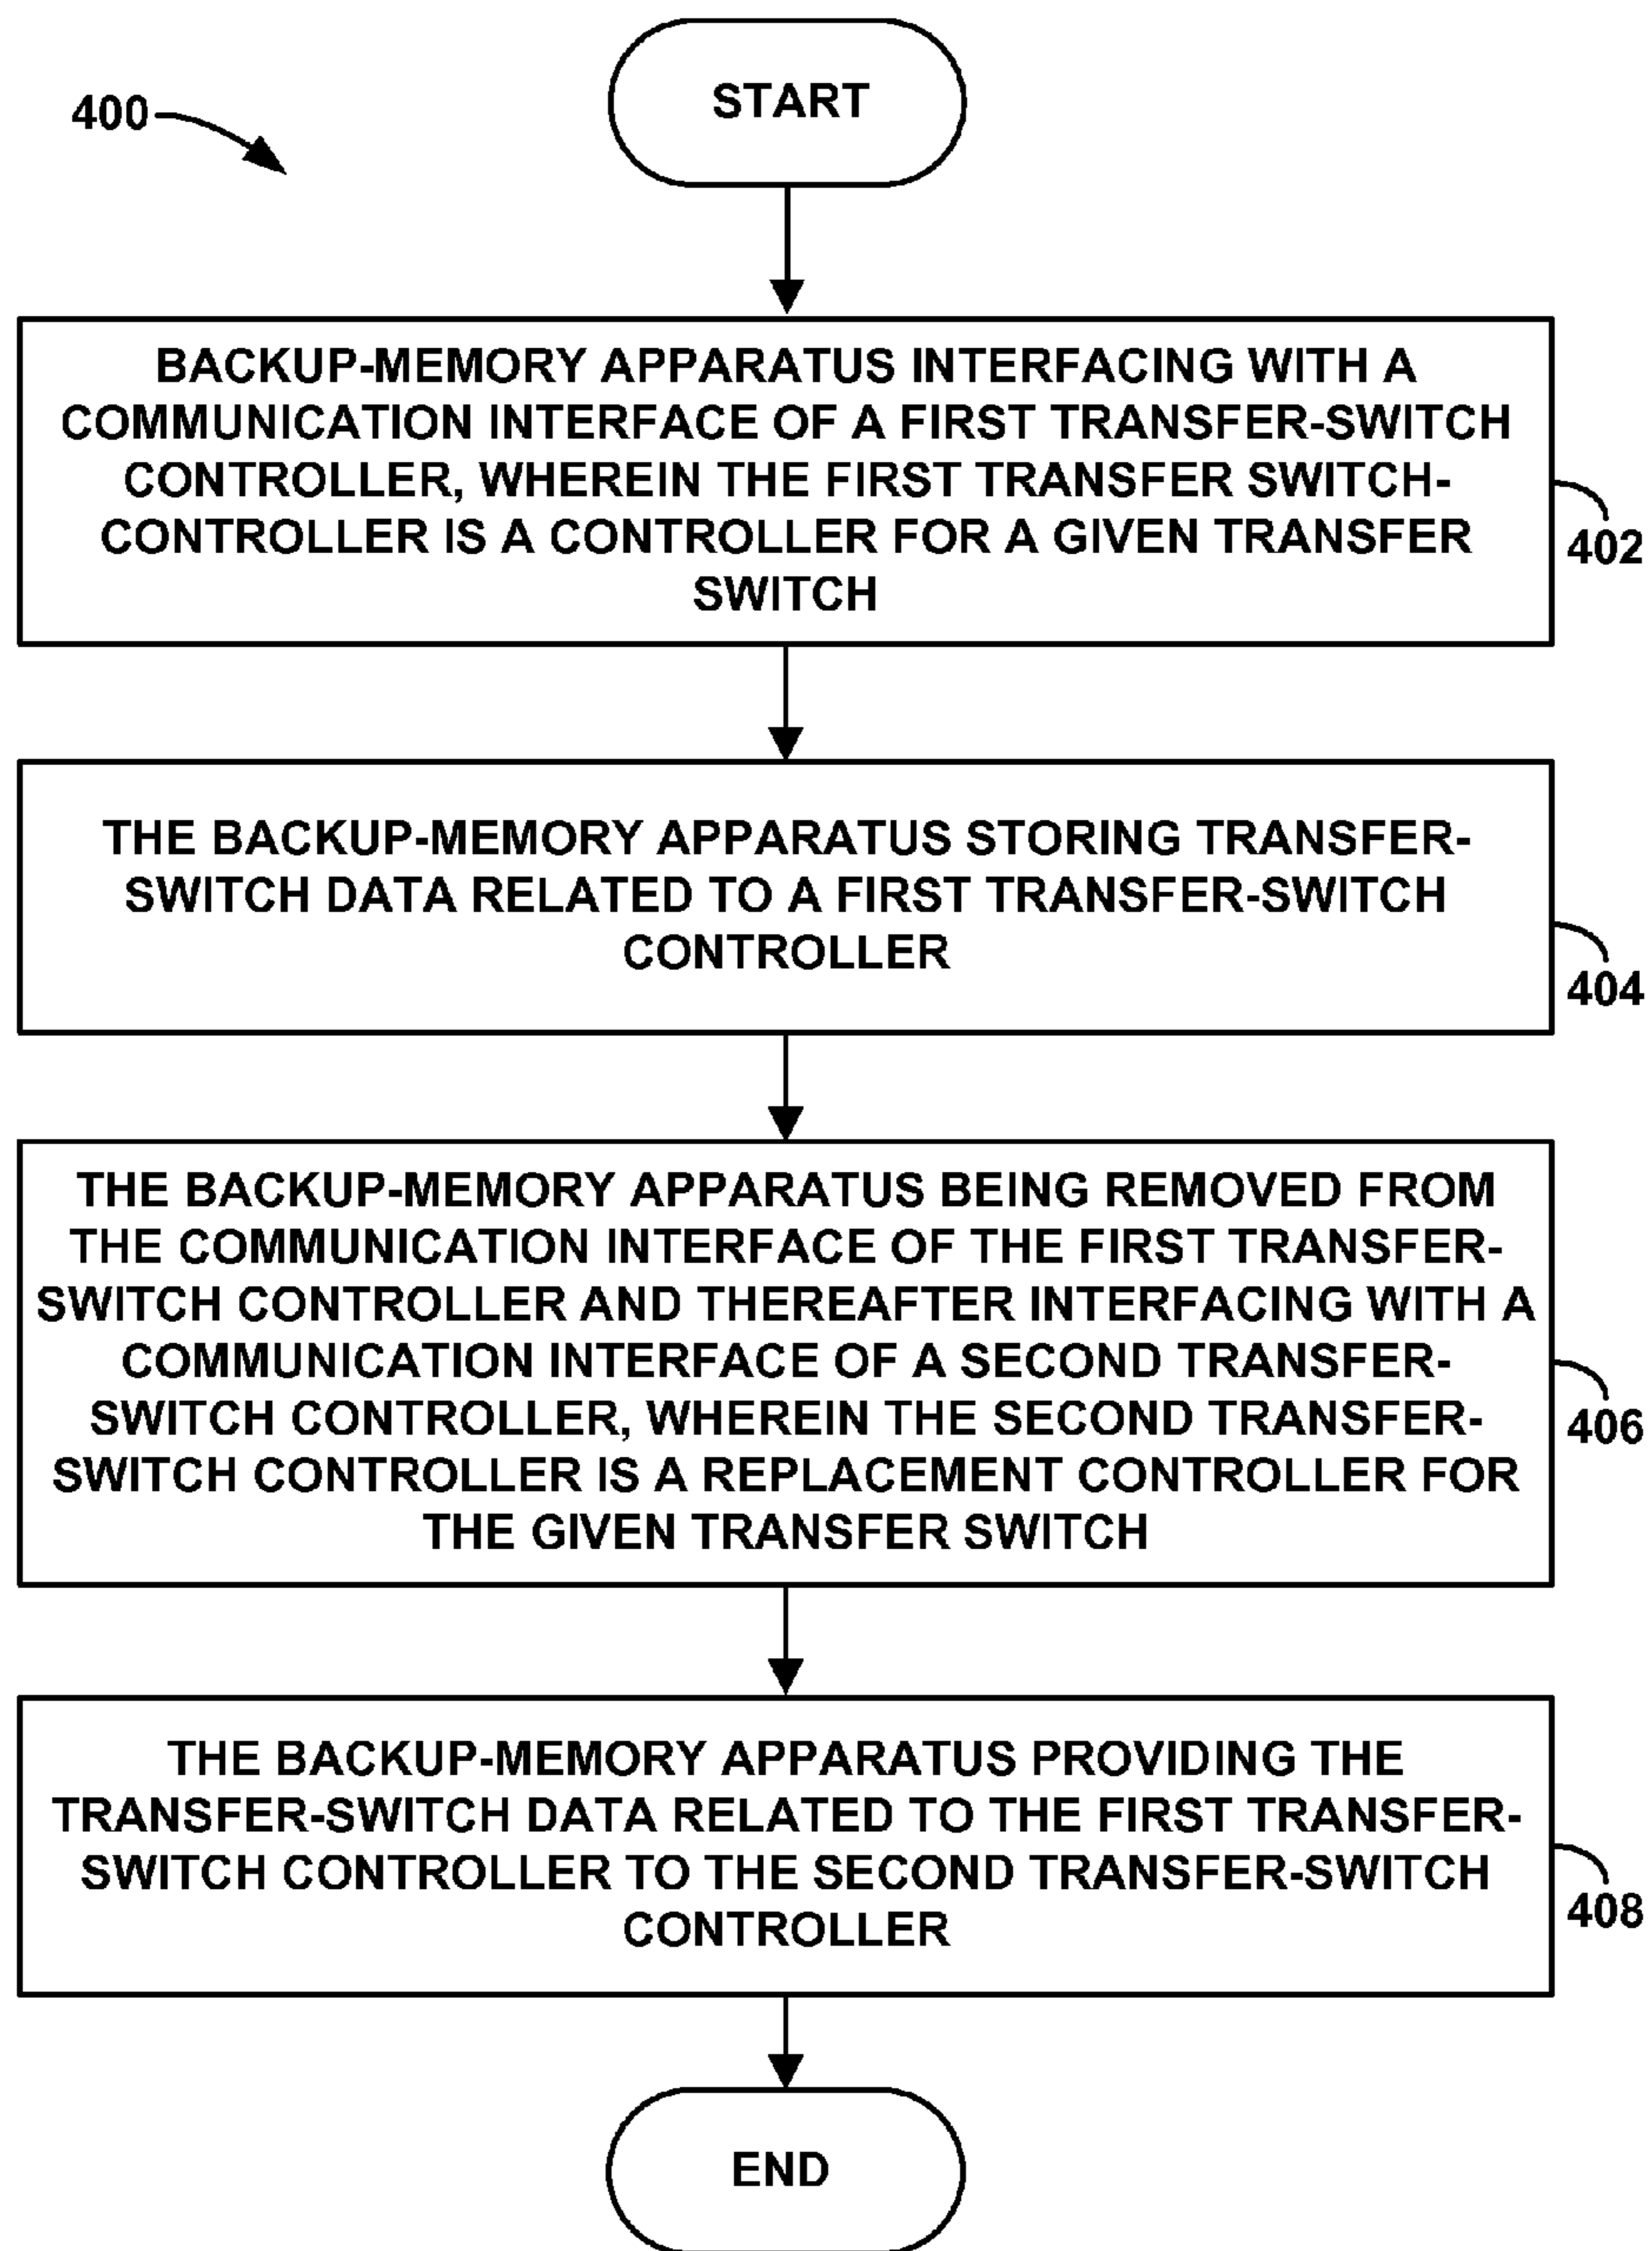 START
400
BACKUP-MEMORY APPARATUS INTERFACING WITH A
COMMUNICATION INTERFACE OF A FIRST TRANSFER-SWITCH
CONTROLLER, WHEREIN THE FIRST TRANSFER SWITCH-
CONTROLLER IS A CONTROLLER FOR A GIVEN TRANSFER
SWITCH
402
THE BACKUP-MEMORY APPARATUS STORING TRANSFER-
SWITCH DATA RELATED TO A FIRST TRANSFER-SWITCH
CONTROLLER
404
THE BACKUP-MEMORY APPARATUS BEING REMOVED FROM
THE COMMUNICATION INTERFACE OF THE FIRST TRANSFER-
SWITCH CONTROLLER AND THEREAFTER INTERFACING WITH A
COMMUNICATION INTERFACE OF A SECOND TRANSFER-
SWITCH CONTROLLER, WHEREIN THE SECOND TRANSFER-
SWITCH CONTROLLER IS A REPLACEMENT CONTROLLER FOR
THE GIVEN TRANSFER SWITCH
406
THE BACKUP-MEMORY APPARATUS PROVIDING THE
TRANSFER-SWITCH DATA RELATED TO THE FIRST TRANSFER-
SWITCH CONTROLLER TO THE SECOND TRANSFER-SWITCH
CONTROLLER
408
END